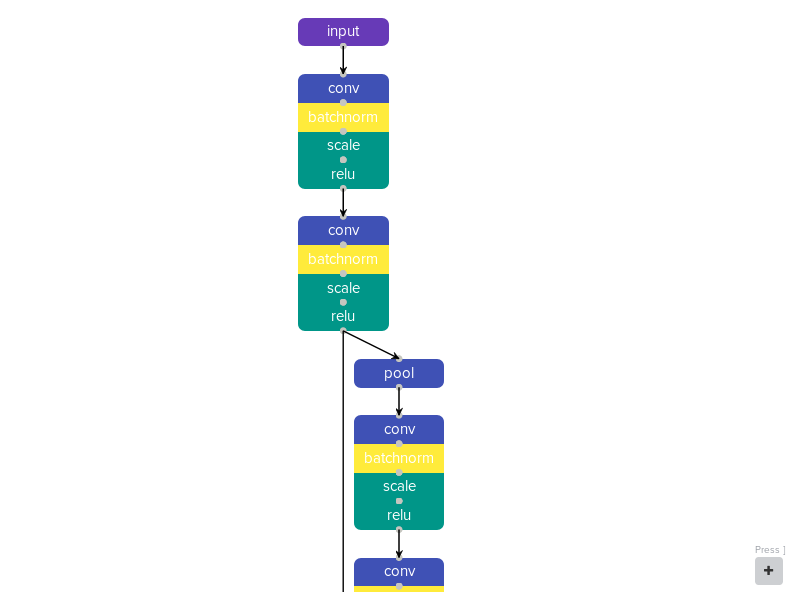 input
conv
batchnorm
scale
relu
conv
batchnorm
scale
relu
pool
conv
batchnorm
scale
relu
conv
Press ]
+